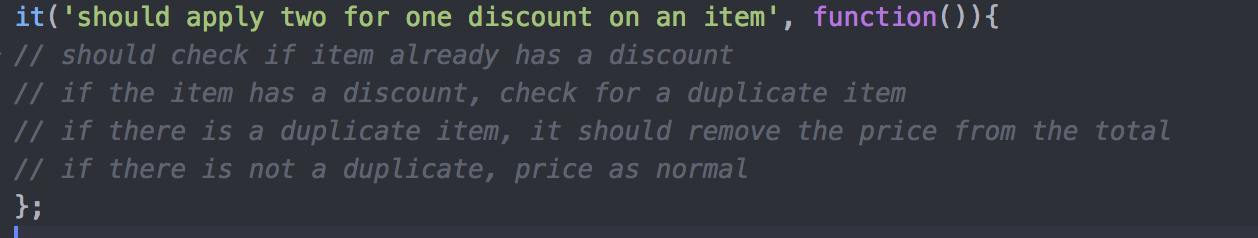 it('should apply two for one discount on an item', function()){
// should check if item already has a discount
// if the item has a discount, check for a duplicate item
// if there is a duplicate item, it should remove the price from the total
// if there is not a duplicate, price as normal
};